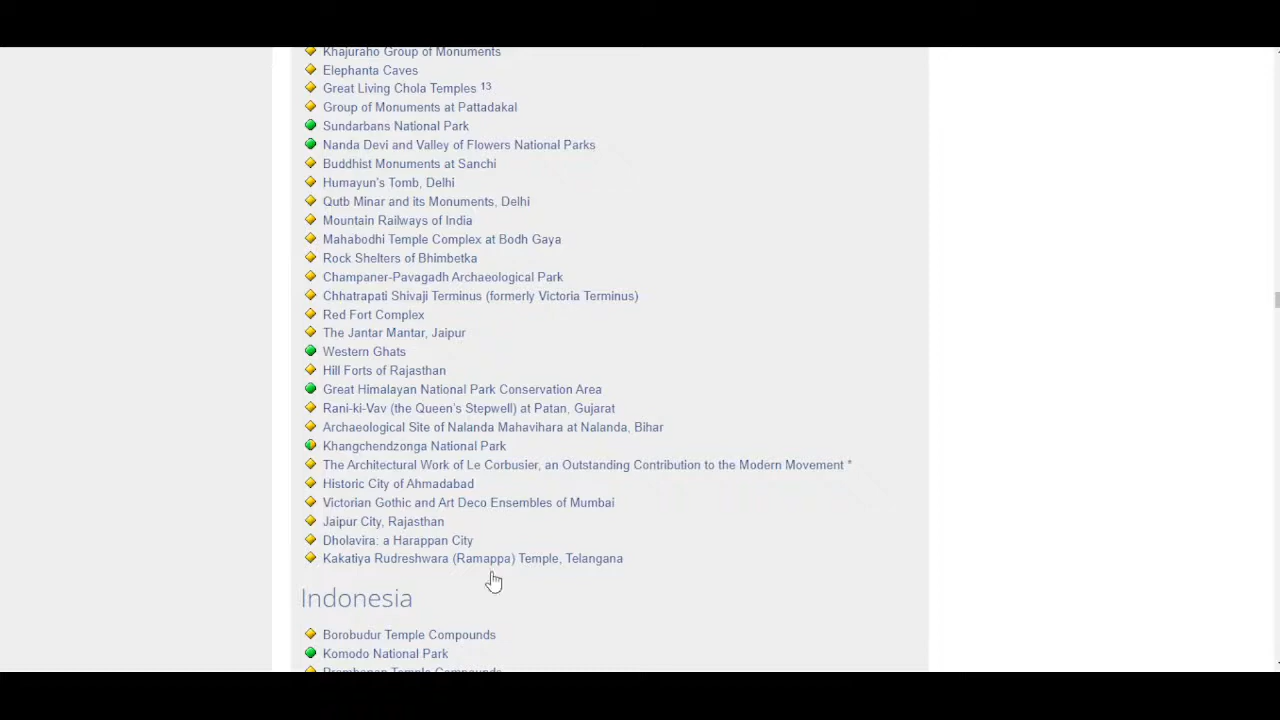 Khajuraho Group of Monuments
Elephanta Caves
Great Living Chola Temples 13
Group of Monuments at Pattadakal
Sundarbans National Park
Nanda Devi and Valley of Flowers National Parks
Buddhist Monuments at Sanchi
Humayun's Tomb, Delhi
Qutb Minar and its Monuments, Delhi
Mountain Railways of India
Mahabodhi Temple Complex at Bodh Gaya
Rock Shelters of Bhimbetka
Champaner-Pavagadh Archaeological Park
Chhatrapati Shivaji Terminus (formerly Victoria Terminus)
Red Fort Complex
The Jantar Mantar, Jaipur
Western Ghats
Hill Forts of Rajasthan
Great Himalayan National Park Conservation Area
Rani-ki-Vav (the Queen's Stepwell) at Patan, Gujarat
Archaeological Site of Nalanda Mahavihara at Nalanda, Bihar
Khangchendzonga National Park
The Architectural Work of Le Corbusier, an Outstanding Contribution to the Modern Movement *
Historic City of Ahmadabad
Victorian Gothic and Art Deco Ensembles of Mumbai
Jaipur City, Rajasthan
Dholavira: a Harappan City
Kakatiya Rudreshwara (Ramappa) Temple, Telangana
Indonesia
Borobudur Temple Compounds
Komodo National Park
Prambanan Temple Compounds